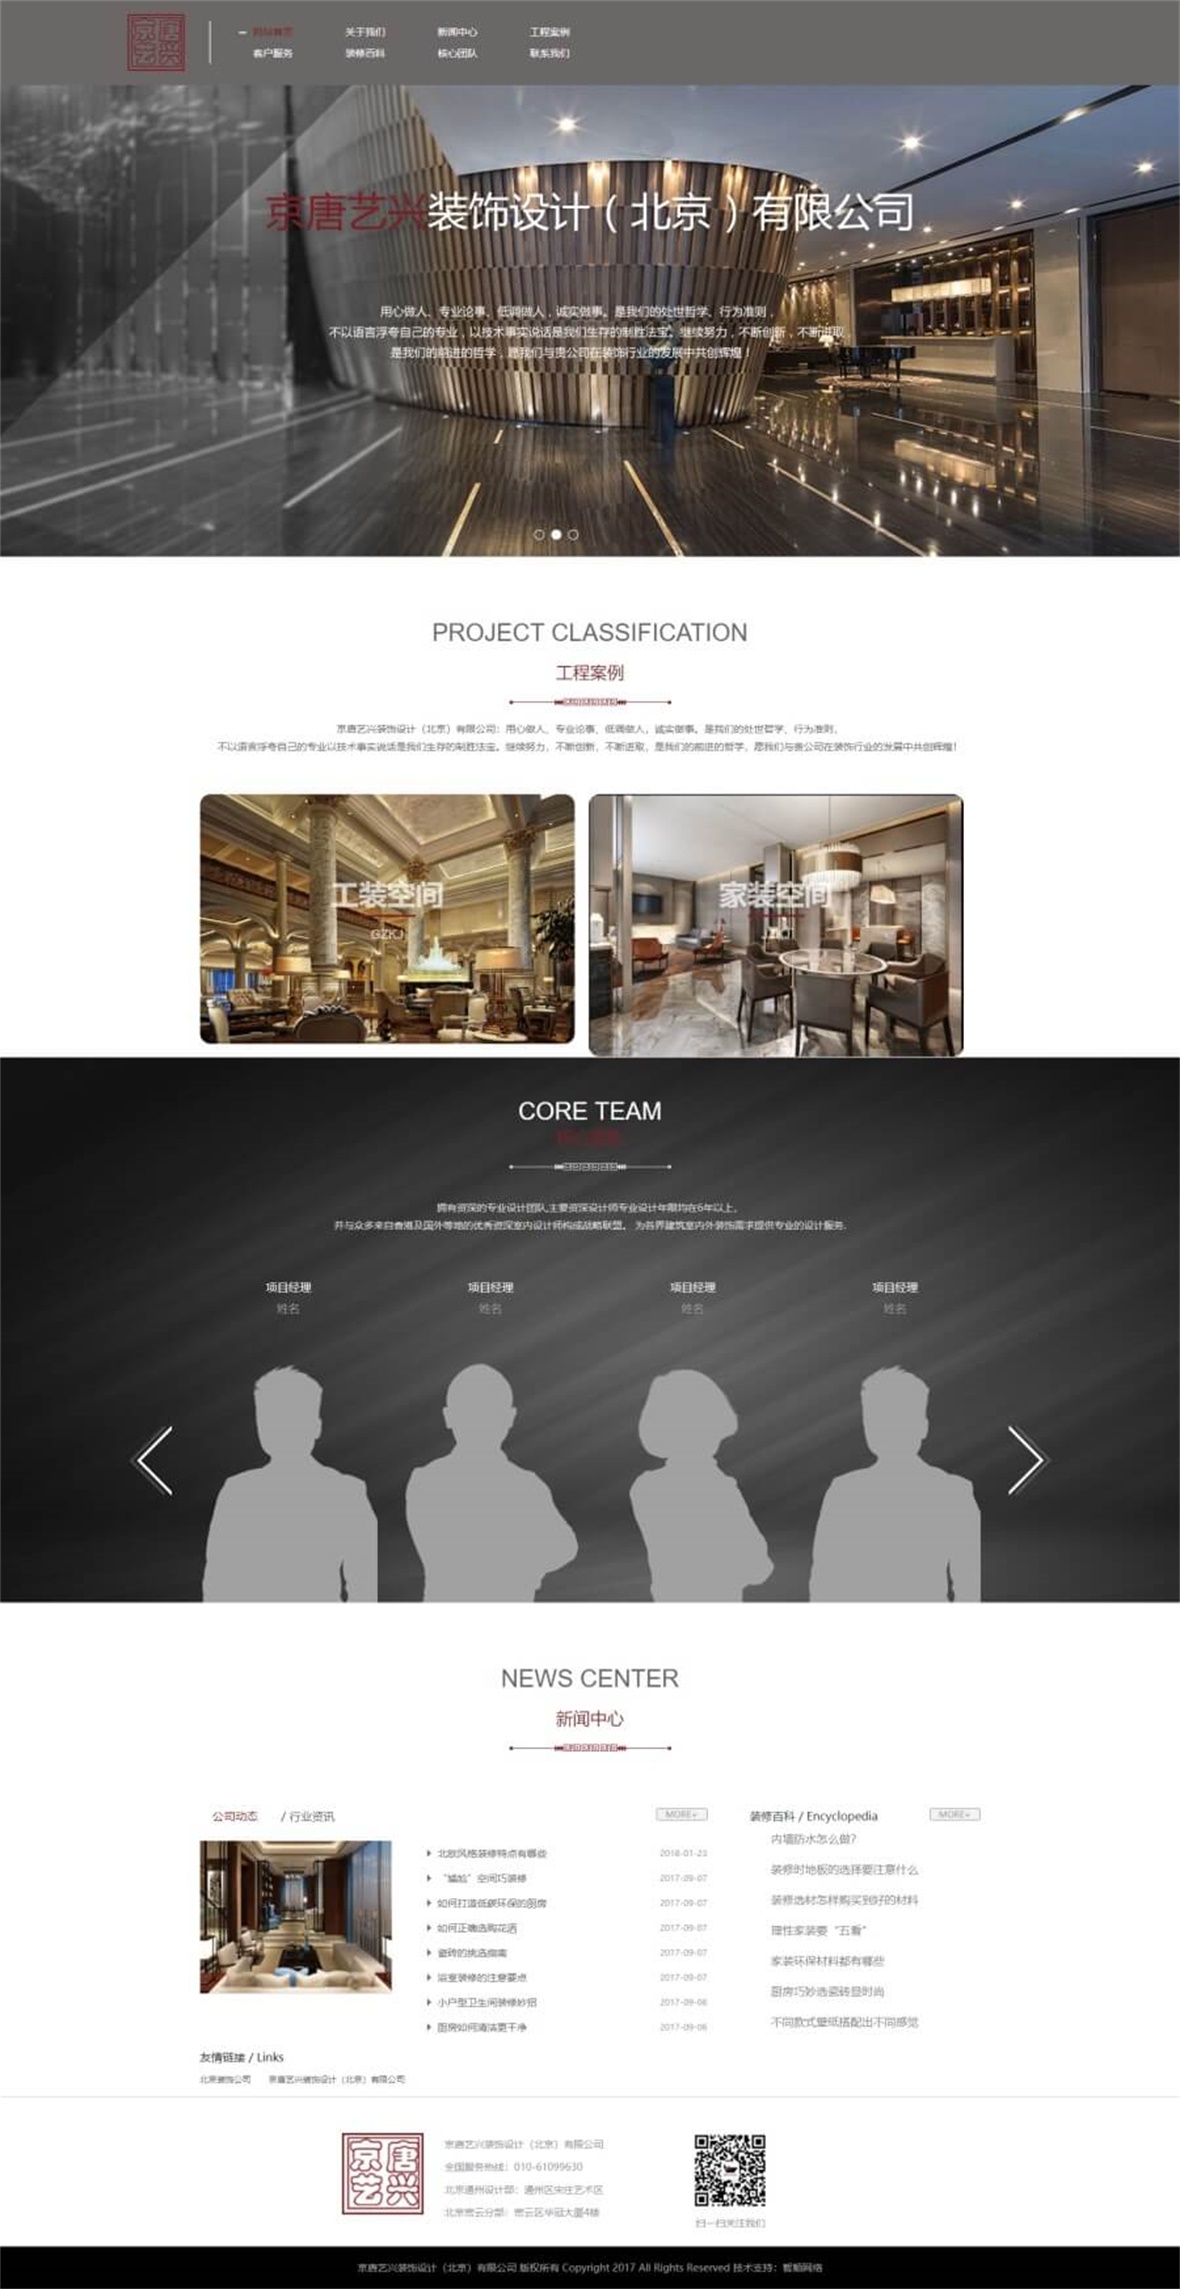 京唐艺兴
网站首页 关于我们 新闻中心 工程案例
客户服务 装修百科 核心团队 联系我们
京唐艺兴装饰设计（北京）有限公司
用心做人、专业论事、低调做人，诚实做事。是我们的处世哲学、行为准则，
不以语言浮夸自己的专业，以技术事实说话是我们生存的制胜法宝。继续努力，不断创新，不断进取，
是我们的前进的哲学，愿我们与贵公司在装饰行业的发展中共创辉煌！
PROJECT CLASSIFICATION
工程案例
京唐艺兴装饰设计（北京）有限公司：用心做人、专业论事、低调做人，诚实做事。是我们的处世哲学、行为准则，
不以语言浮夸自己的专业以技术事实说话是我们生存的制胜法宝。继续努力，不断创新，不断进取，是我们的前进的哲学，愿我们与贵公司在装饰行业的发展中共创辉煌！
工装空间
GZKJ
家装空间
JZKJ
CORE TEAM
核心团队
拥有资深的专业设计团队,主要资深设计师专业设计年限均在6年以上,
并与众多来自香港及国外等地的优秀资深室内设计师构成战略联盟。 为各界建筑室内外装饰需求提供专业的设计服务.
项目经理 项目经理 项目经理 项目经理
姓名 姓名 姓名 姓名
NEWS CENTER
新闻中心
公司动态 / 行业资讯 MORE+
北欧风格装修特点有哪些 2018-01-23
“尴尬”空间巧装修 2017-09-07
如何打造低碳环保的厨房 2017-09-07
如何正确选购花洒 2017-09-07
瓷砖的挑选指南 2017-09-07
浴室装修的注意要点 2017-09-07
小户型卫生间装修妙招 2017-09-06
厨房如何清洁更干净 2017-09-06
装修百科 / Encyclopedia MORE+
内墙防水怎么做?
装修时地板的选择要注意什么
装修选材怎样购买到好的材料
理性家装要“五看”
家装环保材料都有哪些
厨房巧妙选瓷砖显时尚
不同款式壁纸搭配出不同感觉
友情链接 / Links
北京装饰公司 京唐艺兴装饰设计（北京）有限公司
京唐艺兴
京唐艺兴装饰设计（北京）有限公司
全国服务热线：010-61099630
北京通州设计部：通州区宋庄艺术区
北京密云分部：密云区华冠大厦4楼
扫一扫关注我们
京唐艺兴装饰设计（北京）有限公司 版权所有 Copyright 2017 All Rights Reserved 技术支持：智顺网络